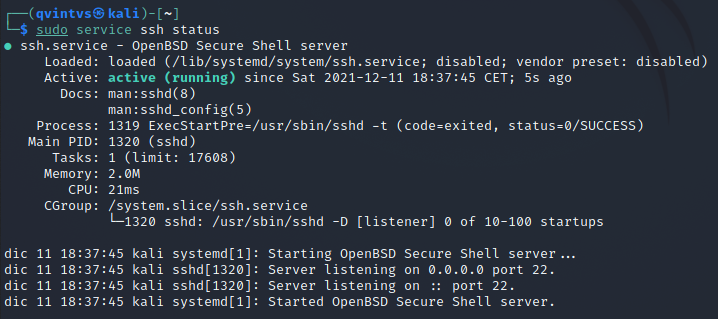 ┌──(qvintvs㉿kali)-[~]
└─$ sudo service ssh status
● ssh.service - OpenBSD Secure Shell server
     Loaded: loaded (/lib/systemd/system/ssh.service; disabled; vendor preset: disabled)
     Active: active (running) since Sat 2021-12-11 18:37:45 CET; 5s ago
       Docs: man:sshd(8)
             man:sshd_config(5)
    Process: 1319 ExecStartPre=/usr/sbin/sshd -t (code=exited, status=0/SUCCESS)
   Main PID: 1320 (sshd)
      Tasks: 1 (limit: 17608)
     Memory: 2.0M
        CPU: 21ms
     CGroup: /system.slice/ssh.service
             └─1320 sshd: /usr/sbin/sshd -D [listener] 0 of 10-100 startups

dic 11 18:37:45 kali systemd[1]: Starting OpenBSD Secure Shell server...
dic 11 18:37:45 kali sshd[1320]: Server listening on 0.0.0.0 port 22.
dic 11 18:37:45 kali sshd[1320]: Server listening on :: port 22.
dic 11 18:37:45 kali systemd[1]: Started OpenBSD Secure Shell server.